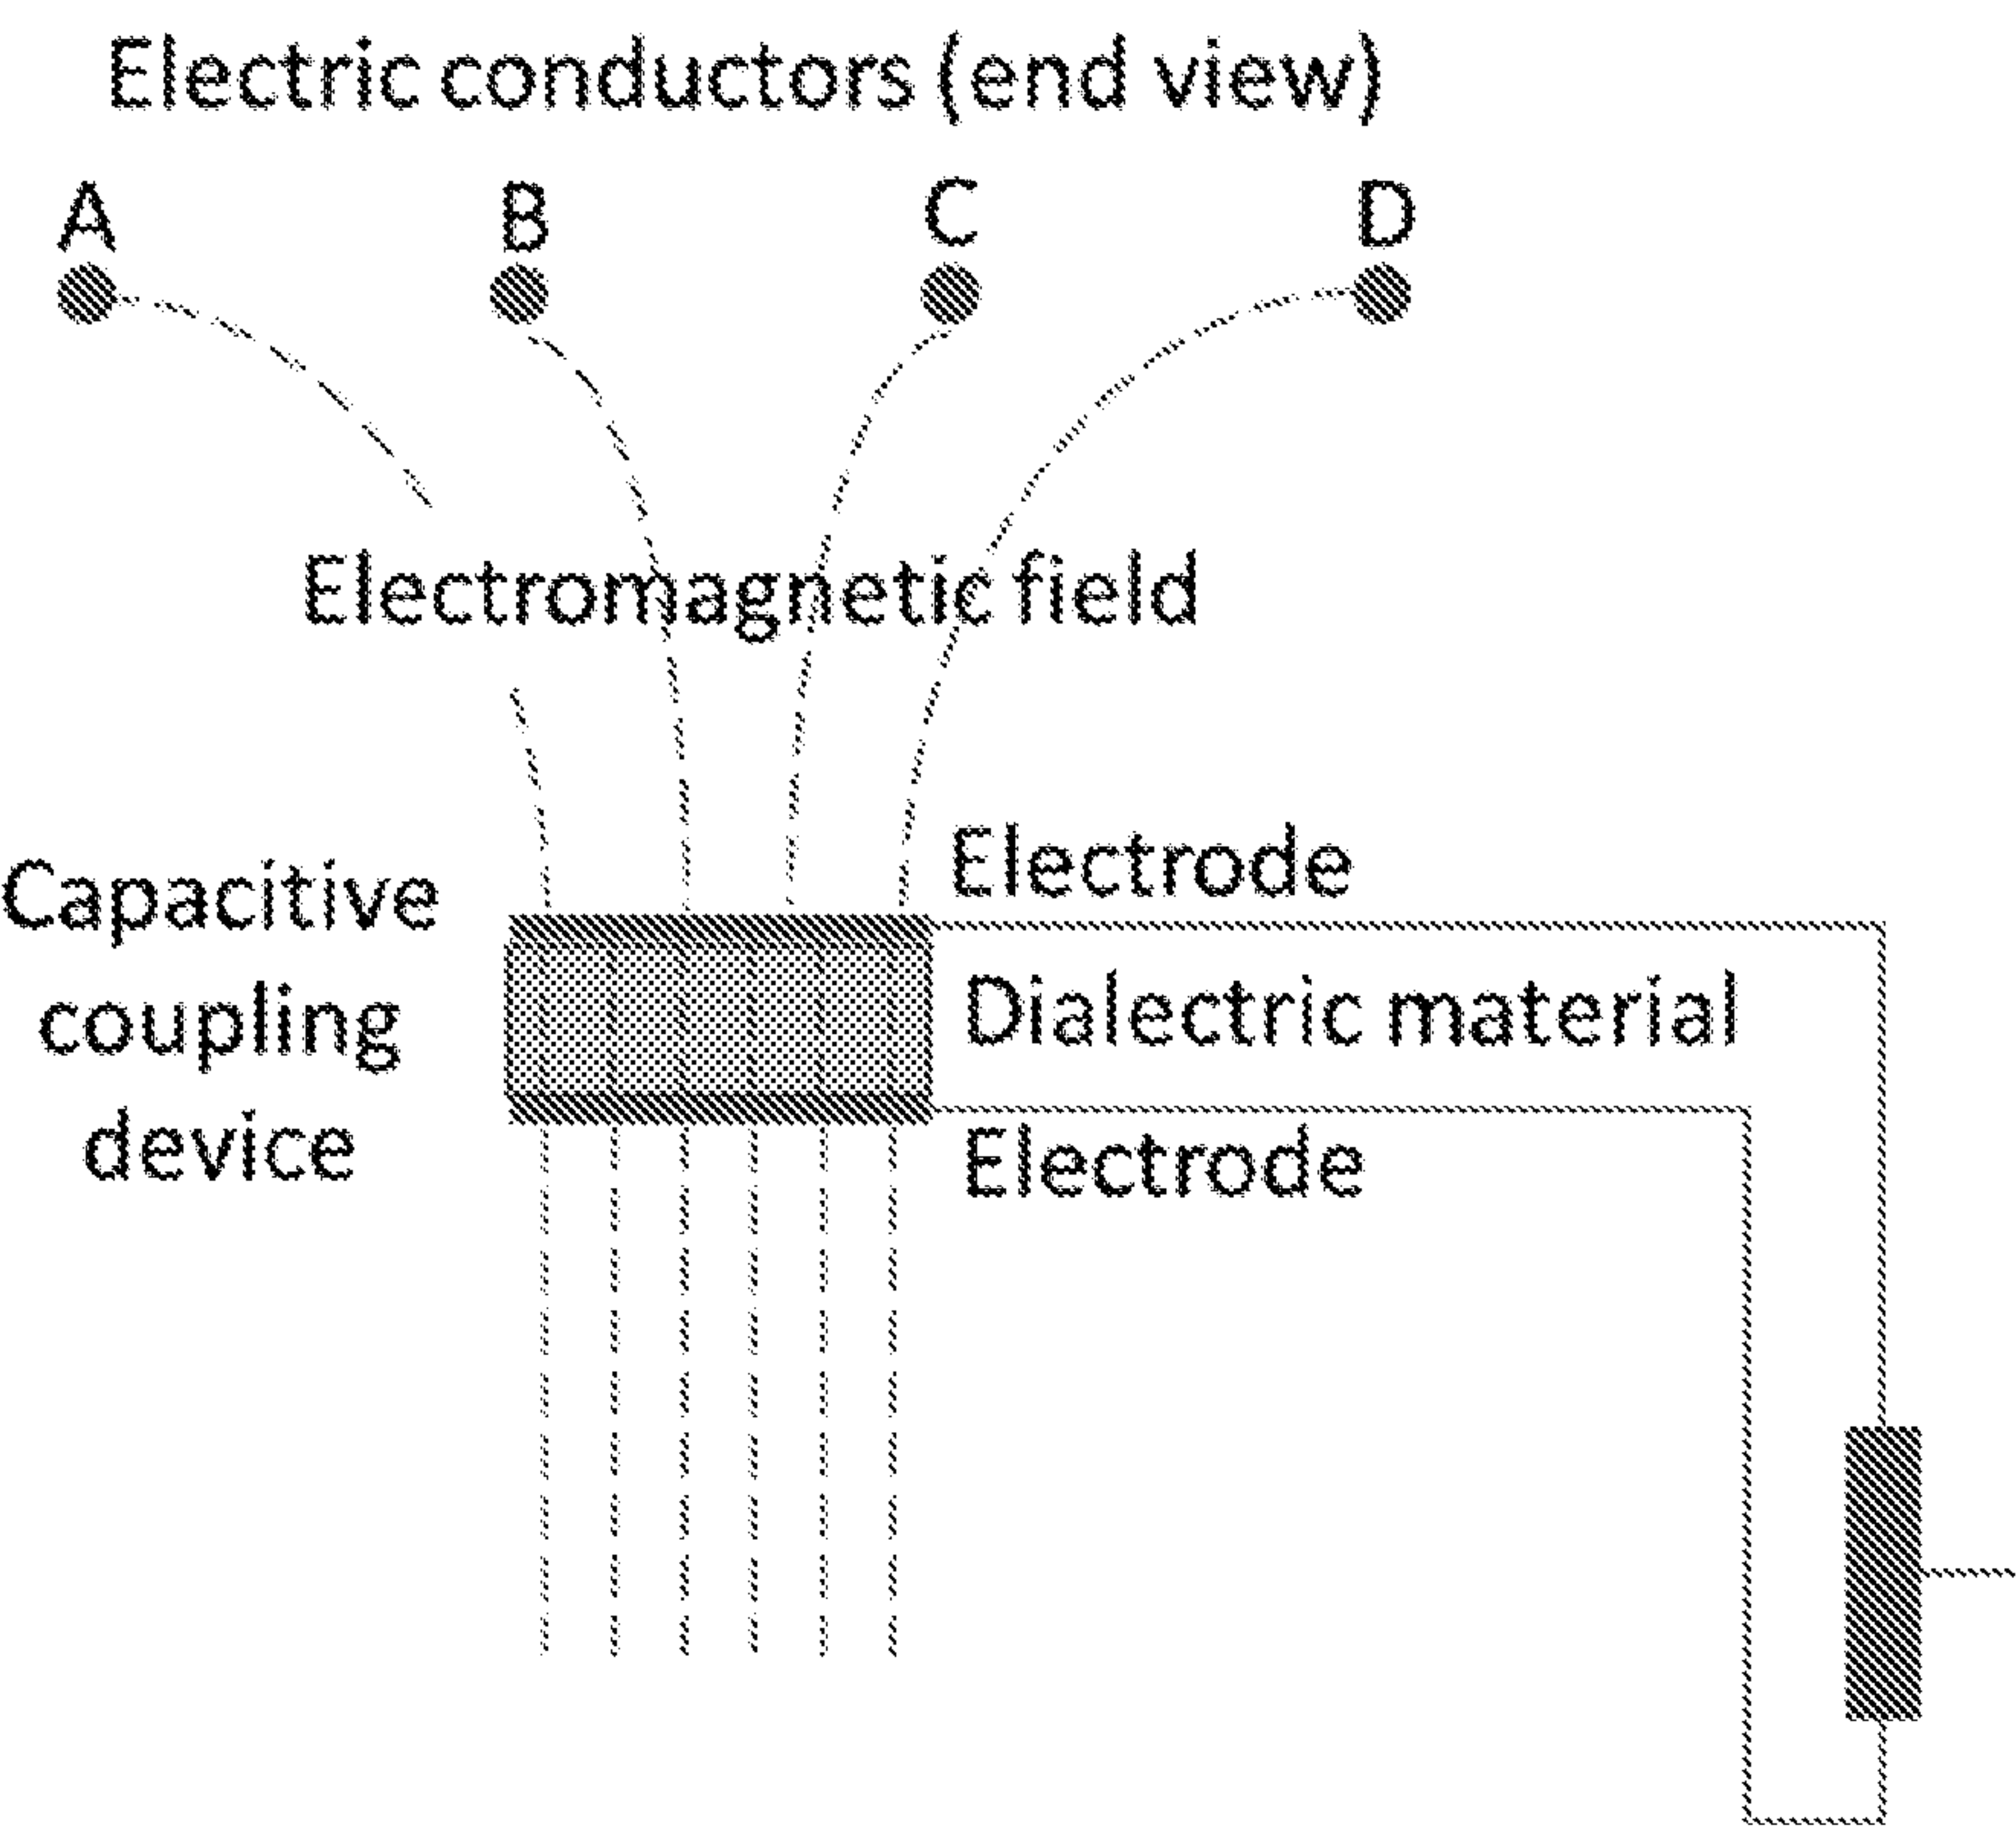 Electric conductors (end view)
A B C D
Electromagnetic field
Capacitive
coupling
device
Electrode
Dialectric material
Electrode